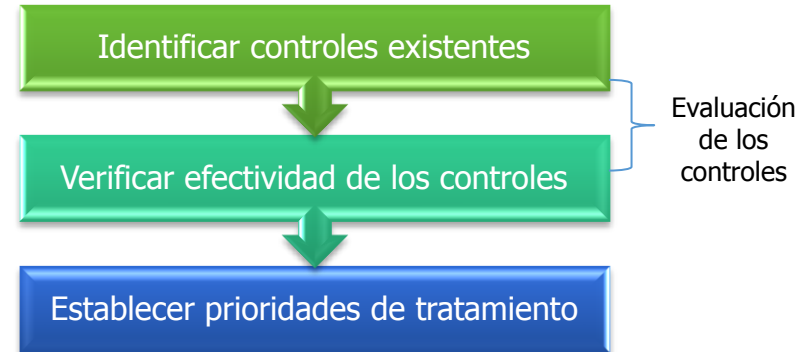 Identificar controles existentes
Verificar efectividad de los controles
Establecer prioridades de tratamiento
Evaluación
de los
controles